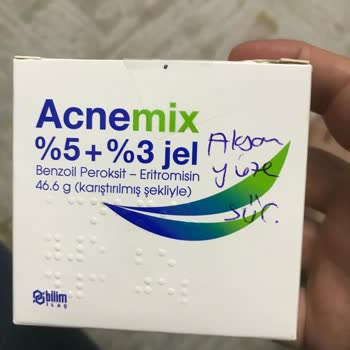 Acnemix
%5+%3 jel
Benzoil Peroksit – Eritromisin
46.6 g (karıştırılmış şekliyle)
Akşam
yüze
sür.
bilim
İLAÇ